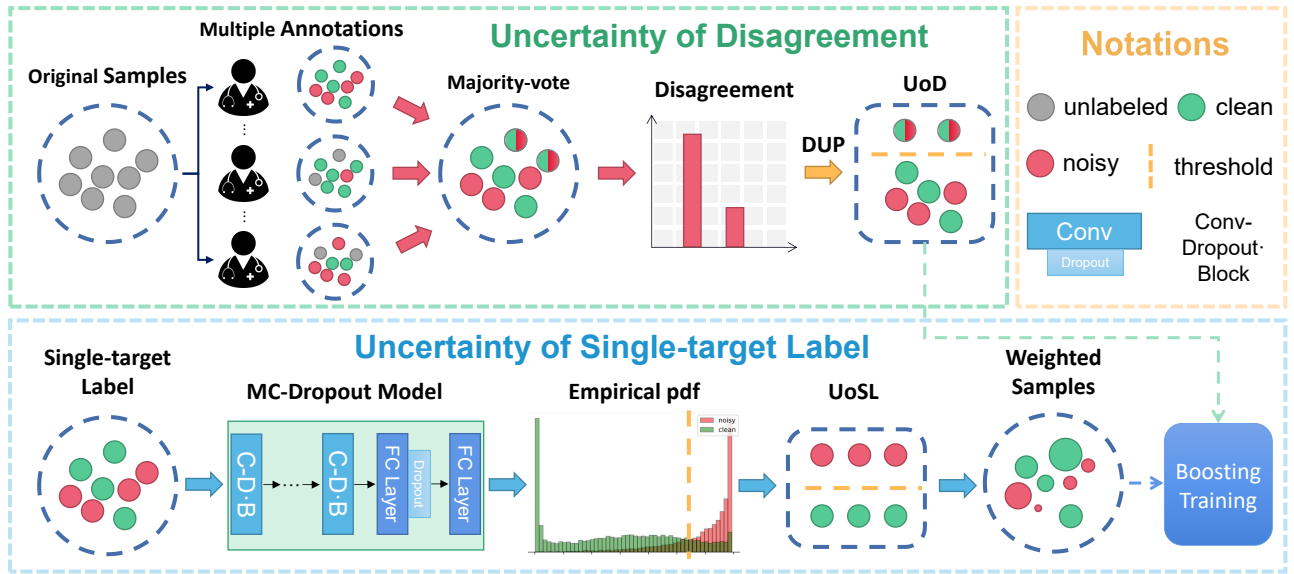 Uncertainty of Disagreement
Multiple Annotations
Original Samples
...
...
Majority-vote
Disagreement
DUP
UoD
Notations
unlabeled
clean
noisy
threshold
Conv
Dropout
Conv-
Dropout·
Block
Uncertainty of Single-target Label
Single-target
Label
MC-Dropout Model
C-D·B
......
C-D·B
FC Layer
Dropout
FC Layer
Empirical pdf
noisy
clean
UoSL
Weighted
Samples
Boosting
Training